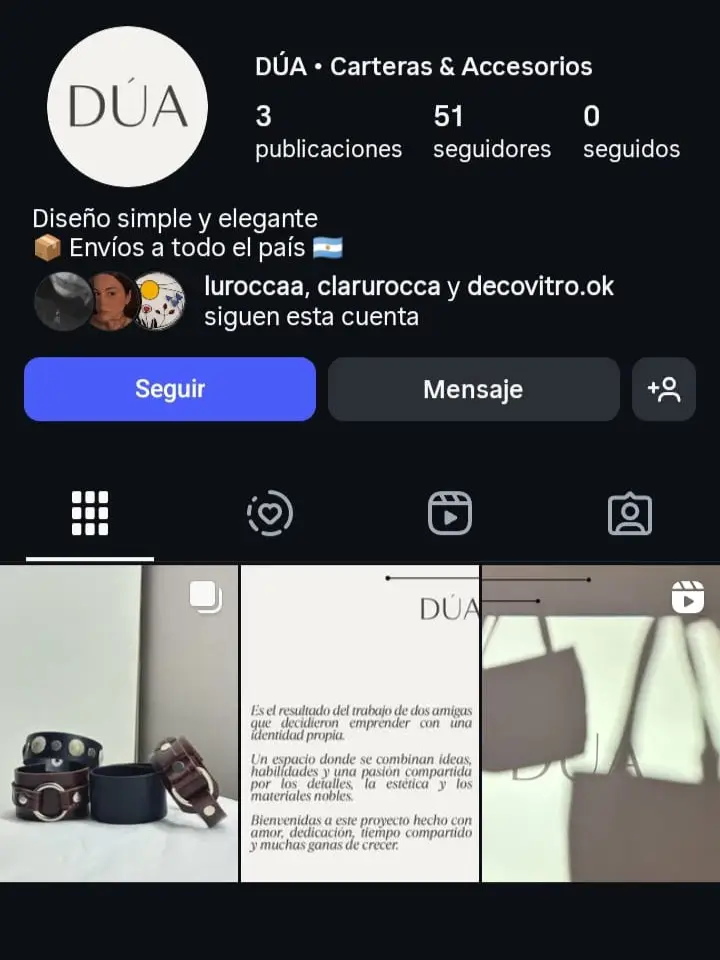 DÚA
DÚA • Carteras & Accesorios
3
publicaciones
51
seguidores
0
seguidos
Diseño simple y elegante
📦 Envíos a todo el país 🇦🇷
luroccaa, clarurocca y decovitro.ok
siguen esta cuenta
Seguir
Mensaje
DÚA
Es el resultado del trabajo de dos amigas
que decidieron emprender con una
identidad propia.
Un espacio donde se combinan ideas,
habilidades y una pasión compartida
por los detalles, la estética y los
materiales nobles.
Bienvenidas a este proyecto hecho con
amor, dedicación, tiempo compartido
y muchas ganas de crecer.
DÚA